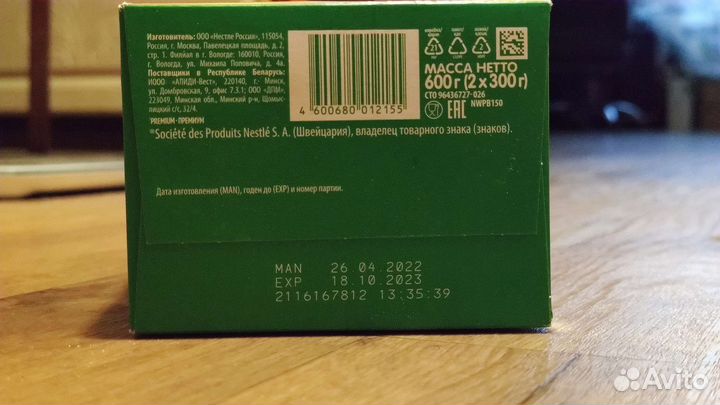 Изготовитель: ООО «Нестле Россия», 115054,
Россия, г. Москва, Павелецкая площадь, д. 2,
стр. 1. Филиал в г. Вологде: 160010, Россия,
г. Вологда, ул. Михаила Поповича, д. 4а.
Поставщики в Республике Беларусь:
ИООО «АЛИДИ-Вест», 220140, г. Минск,
ул. Домбровская, 9, офис 7.3.1; ООО «ДПМ»,
223049, Минская обл., Минский р-н, Щомыс-
лицкий с/с, 32/4.
PREMIUM-ПРЕМИУМ
4 600680 012155
МАССА НЕТТО
600 г (2 x 300 г)
СТО 96436727-026
NWPB150
EAC
®Société des Produits Nestlé S. A. (Швейцария), владелец товарного знака (знаков).
Дата изготовления (MAN), годен до (EXP) и номер партии.
MAN 26 04.2022
EXP 18.10.2023
2116167812 13:35:39
Avito